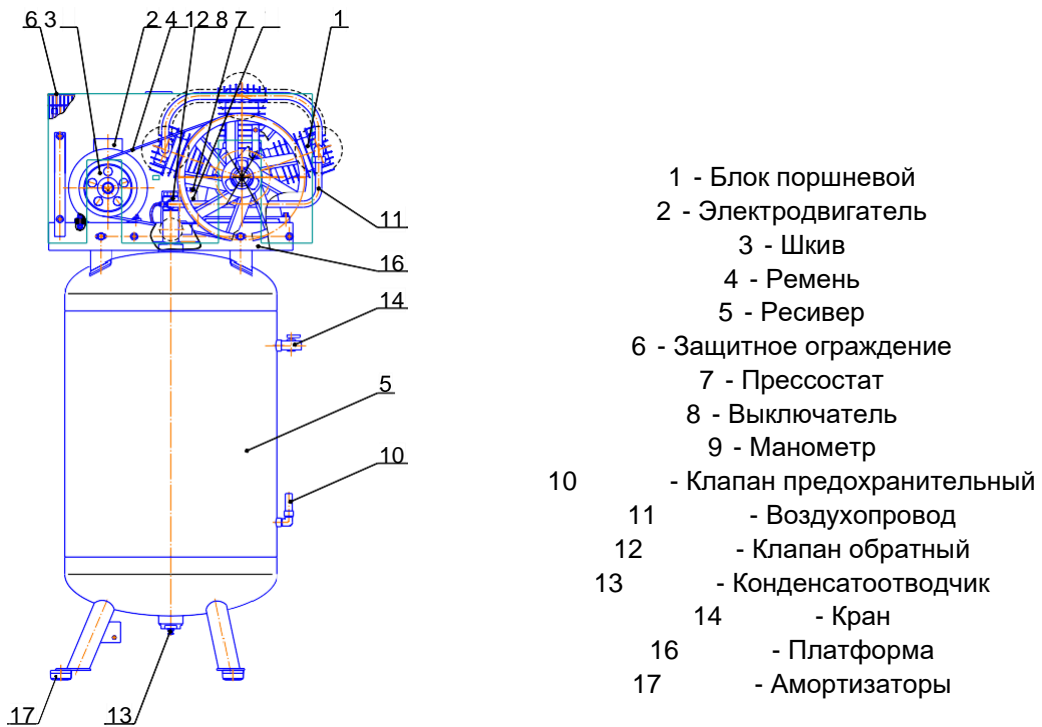 6 3 2 4 12 8 7 1
11
16
14
5
10
17 13
1 - Блок поршневой
2 - Электродвигатель
3 - Шкив
4 - Ремень
5 - Ресивер
6 - Защитное ограждение
7 - Прессостат
8 - Выключатель
9 - Манометр
10 - Клапан предохранительный
11 - Воздухопровод
12 - Клапан обратный
13 - Конденсатоотводчик
14 - Кран
16 - Платформа
17 - Амортизаторы